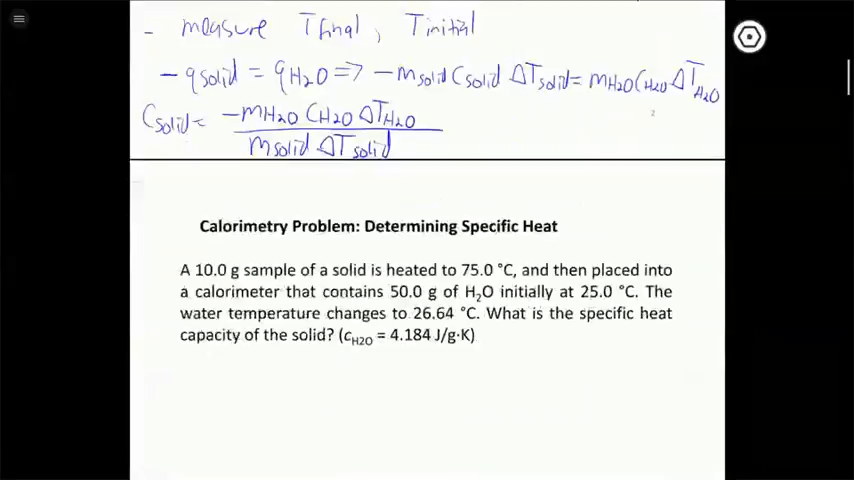 - measure Tfinal, Tinitial
- qsolid = qH2O => -msolid Csolid ΔTsolid = mH2O CH2O ΔTH2O
Csolid = -mH2O CH2O ΔTH2O
msolid ΔTsolid
Calorimetry Problem: Determining Specific Heat
A 10.0 g sample of a solid is heated to 75.0 °C, and then placed into
a calorimeter that contains 50.0 g of H₂O initially at 25.0 °C. The
water temperature changes to 26.64 °C. What is the specific heat
capacity of the solid? (cH2O = 4.184 J/g·K)